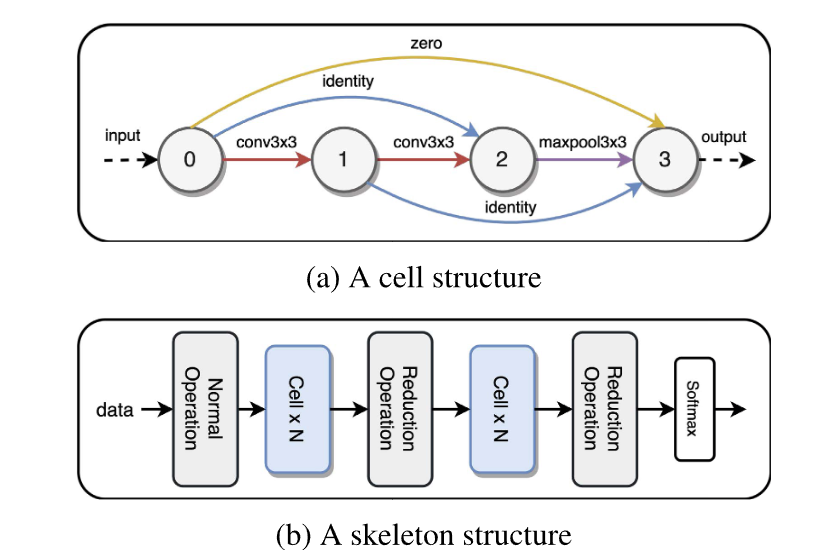 zero
identity
input
conv3x3
conv3x3
maxpool3x3
output
0
1
2
3
identity
(a) A cell structure
data
Normal
Operation
Cell x N
Reduction
Operation
Cell x N
Reduction
Operation
Softmax
(b) A skeleton structure